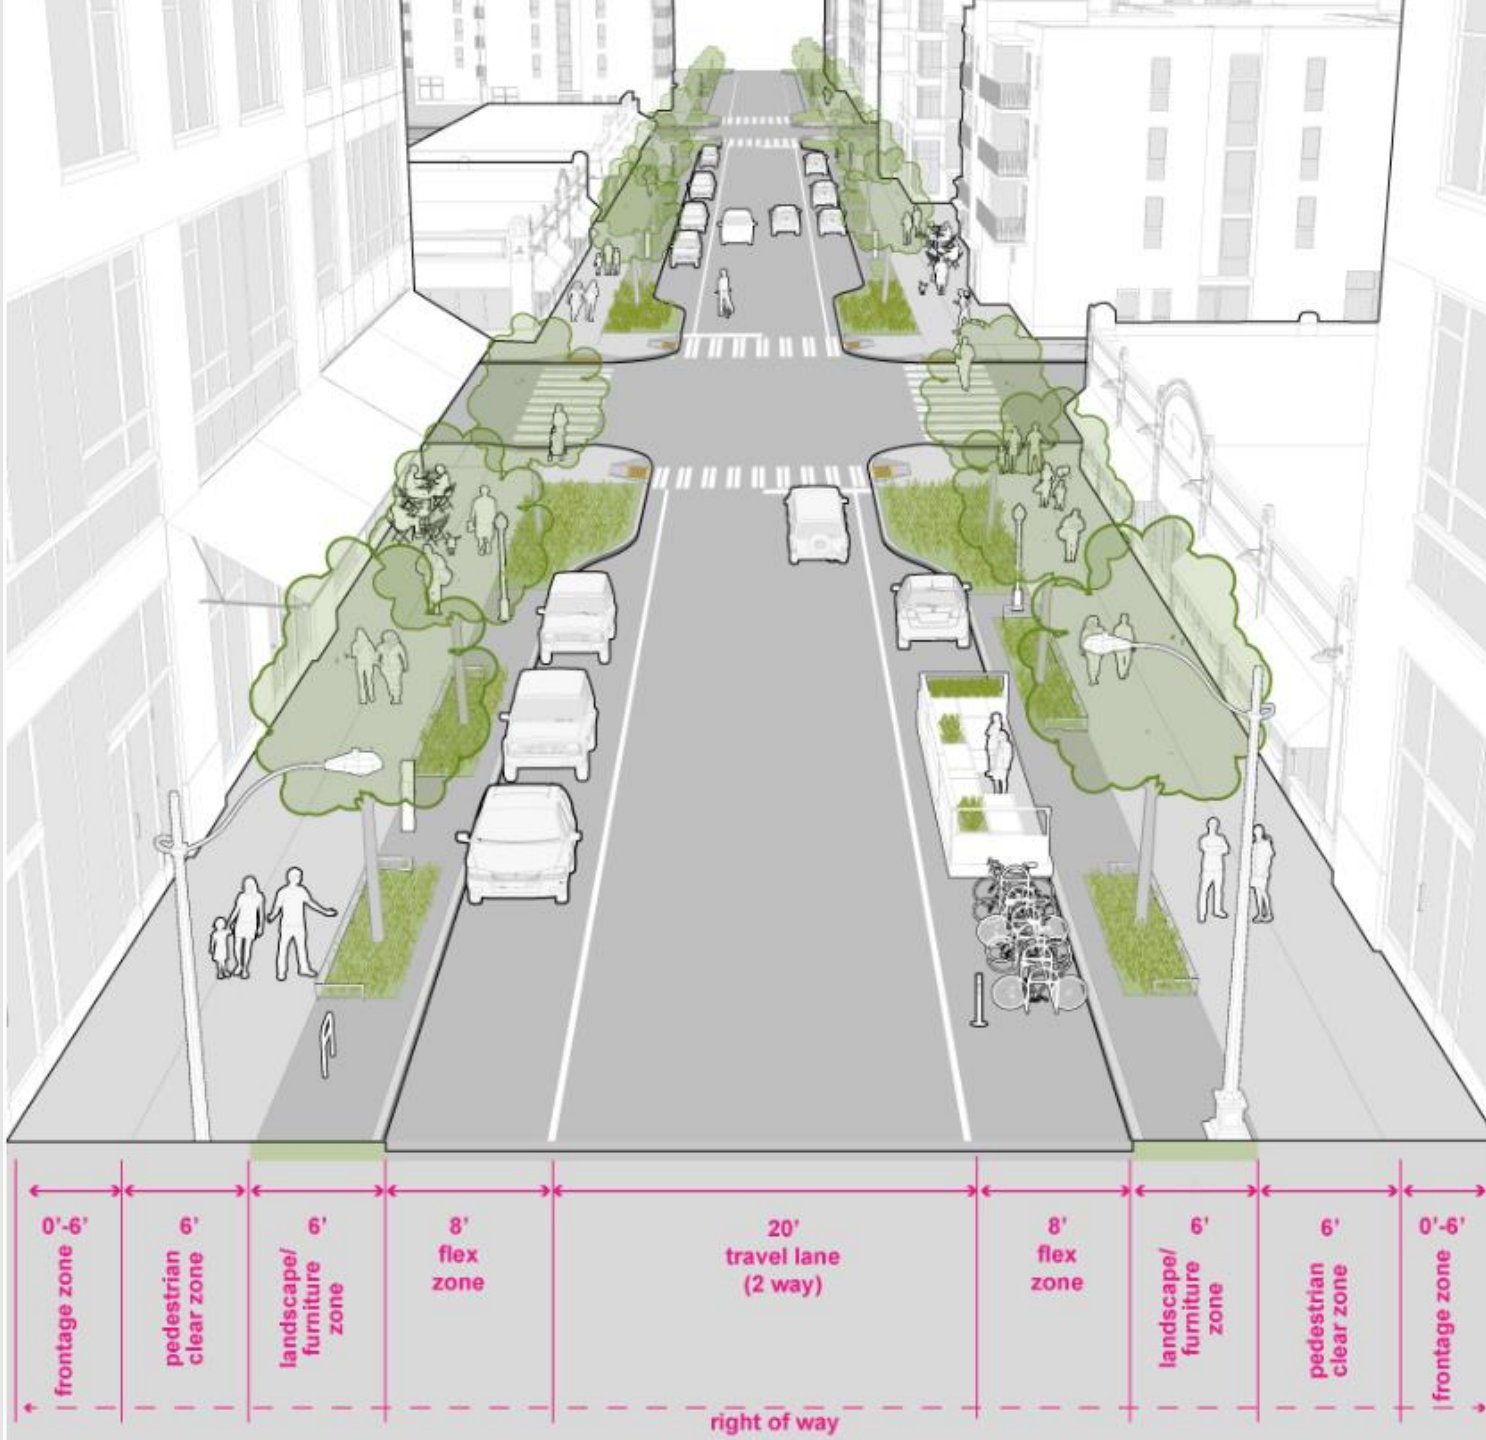 0'-6'
frontage zone
6'
pedestrian
clear zone
6'
landscape/
furniture
zone
8'
flex
zone
20'
travel lane
(2 way)
8'
flex
zone
6'
landscape/
furniture
zone
6'
pedestrian
clear zone
0'-6'
frontage zone
right of way